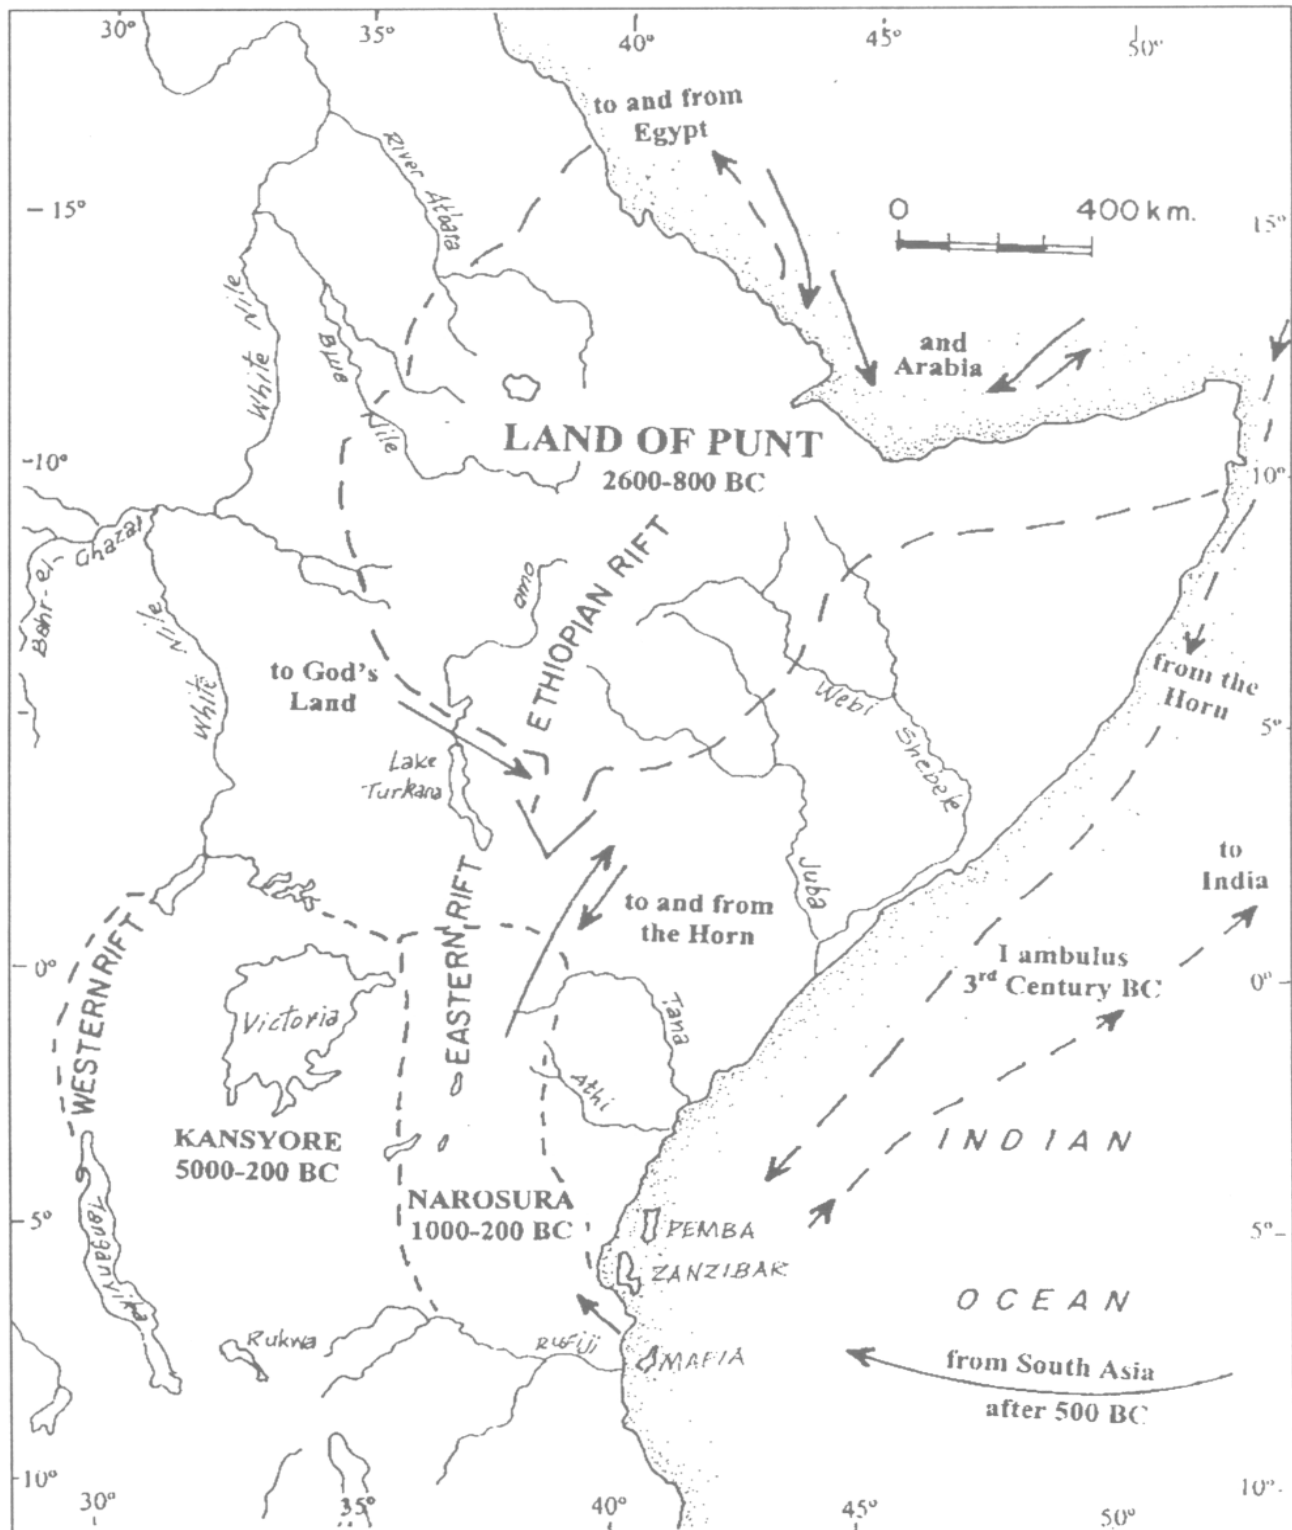 30°
35°
40°
45°
50°
to and from
Egypt
River Atbara
15°
0 400 km.
15°
White Nile
Blue
Nile
and
Arabia
LAND OF PUNT
2600-800 BC
10°
10°
Bahr-el-Ghazal
White Nile
omo
ETHIOPIAN RIFT
to God's
Land
Webi Shebele
from the
Horn
5°
Lake
Turkana
Juba
to
India
WESTERN RIFT
EASTERN RIFT
to and from
the Horn
I ambulus
3rd Century BC
0°
0°
Victoria
Tana
Athi
KANSYORE
5000-200 BC
INDIAN
NAROSURA
1000-200 BC
5°
5°
Tanganyika
PEMBA
ZANZIBAR
OCEAN
Rukwa
RUFIJI
MAFIA
from South Asia
after 500 BC
10°
10°
30°
35°
40°
45°
50°